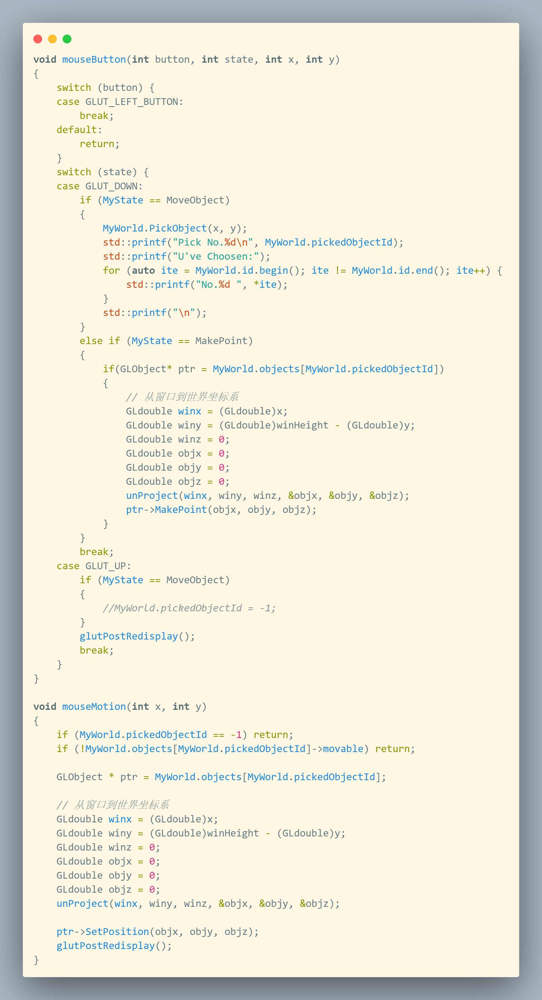 void mouseButton(int button, int state, int x, int y)
{
    switch (button) {
    case GLUT_LEFT_BUTTON:
        break;
    default:
        return;
    }
    switch (state) {
    case GLUT_DOWN:
        if (MyState == MoveObject)
        {
            MyWorld.PickObject(x, y);
            std::printf("Pick No.%d\n", MyWorld.pickedObjectId);
            std::printf("U've Choosen:");
            for (auto ite = MyWorld.id.begin(); ite != MyWorld.id.end(); ite++) {
                std::printf("No.%d ", *ite);
            }
            std::printf("\n");
        }
        else if (MyState == MakePoint)
        {
            if(GLObject* ptr = MyWorld.objects[MyWorld.pickedObjectId])
            {
                // 从窗口到世界坐标系
                GLdouble winx = (GLdouble)x;
                GLdouble winy = (GLdouble)winHeight - (GLdouble)y;
                GLdouble winz = 0;
                GLdouble objx = 0;
                GLdouble objy = 0;
                GLdouble objz = 0;
                unProject(winx, winy, winz, &objx, &objy, &objz);
                ptr->MakePoint(objx, objy, objz);
            }
        }
        break;
    case GLUT_UP:
        if (MyState == MoveObject)
        {
            //MyWorld.pickedObjectId = -1;
        }
        glutPostRedisplay();
        break;
    }
}

void mouseMotion(int x, int y)
{
    if (MyWorld.pickedObjectId == -1) return;
    if (!MyWorld.objects[MyWorld.pickedObjectId]->movable) return;

    GLObject * ptr = MyWorld.objects[MyWorld.pickedObjectId];

    // 从窗口到世界坐标系
    GLdouble winx = (GLdouble)x;
    GLdouble winy = (GLdouble)winHeight - (GLdouble)y;
    GLdouble winz = 0;
    GLdouble objx = 0;
    GLdouble objy = 0;
    GLdouble objz = 0;
    unProject(winx, winy, winz, &objx, &objy, &objz);

    ptr->SetPosition(objx, objy, objz);
    glutPostRedisplay();
}